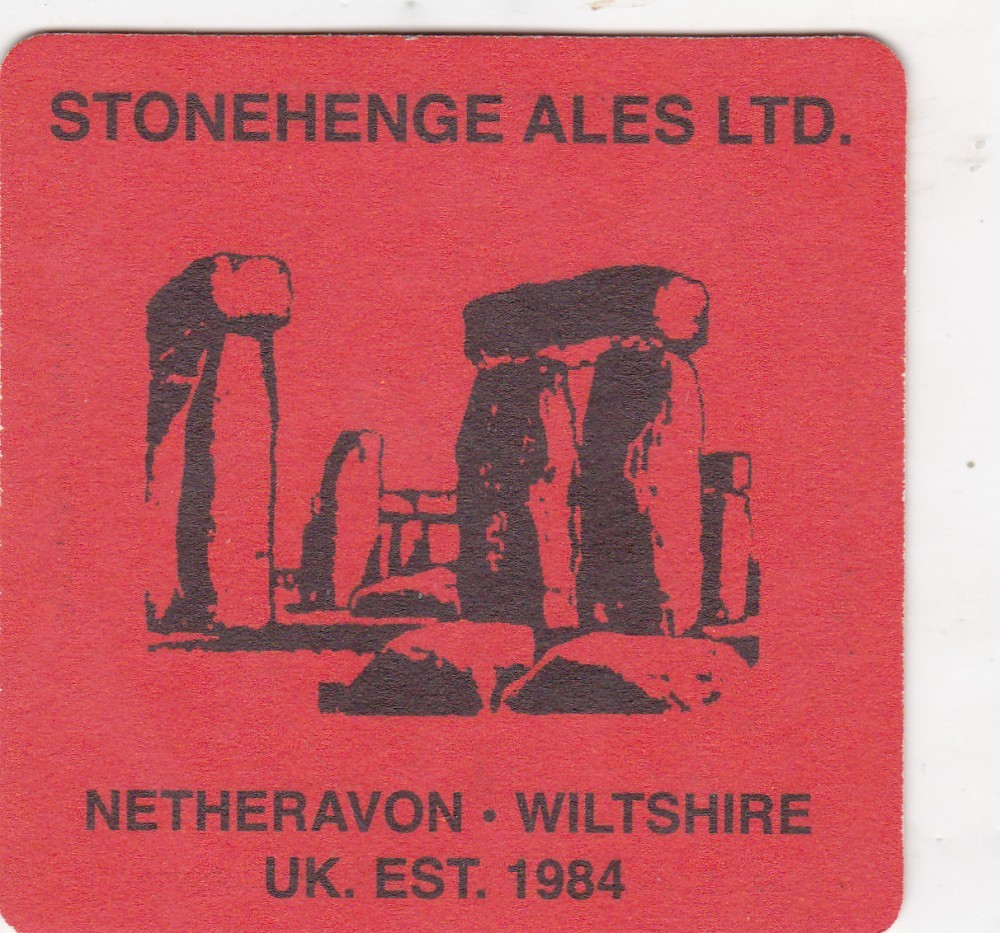 STONEHENGE ALES LTD.
NETHERAVON • WILTSHIRE
UK. EST. 1984